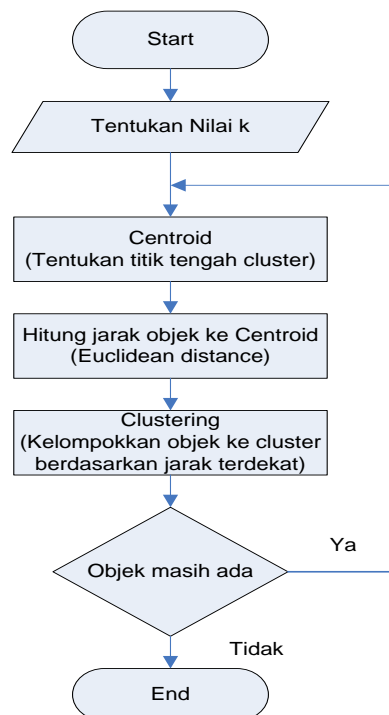 Start
Tentukan Nilai k
Centroid
(Tentukan titik tengah cluster)
Hitung jarak objek ke Centroid
(Euclidean distance)
Clustering
(Kelompokkan objek ke cluster
berdasarkan jarak terdekat)
Objek masih ada
Ya
Tidak
End